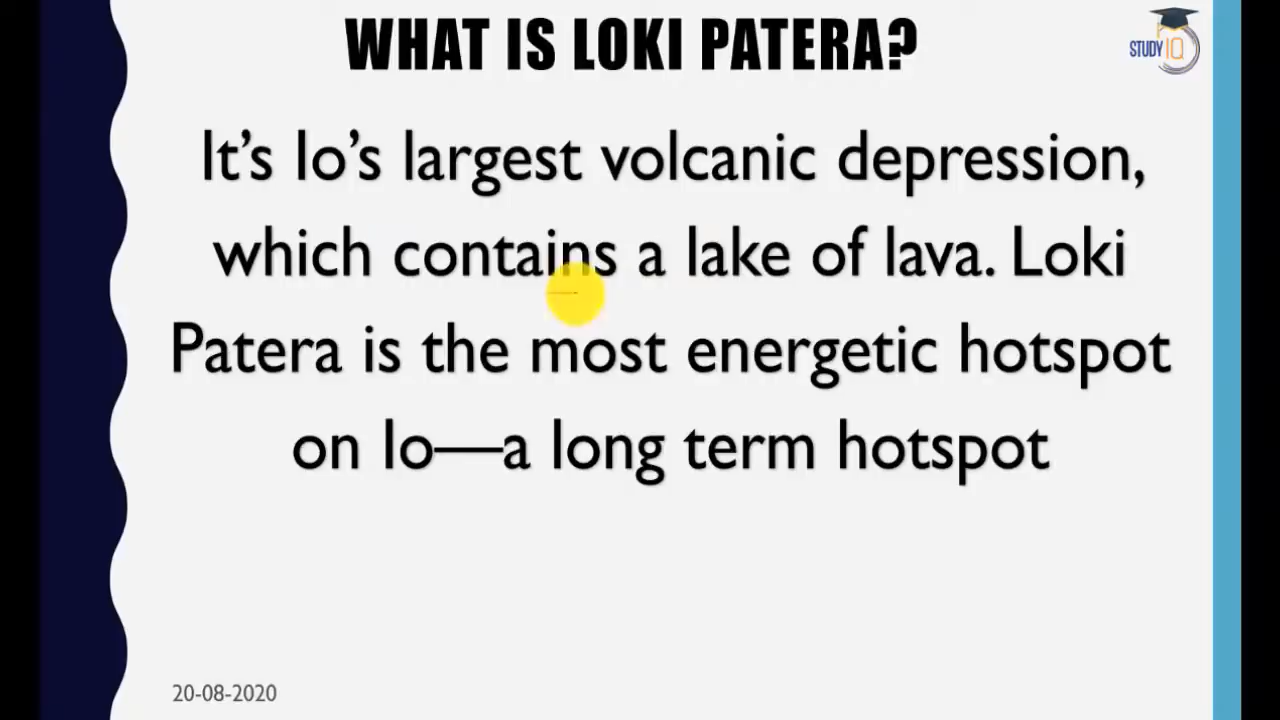 WHAT IS LOKI PATERA?
STUDY IQ
It’s Io’s largest volcanic depression,
which contains a lake of lava. Loki
Patera is the most energetic hotspot
on Io—a long term hotspot
20-08-2020